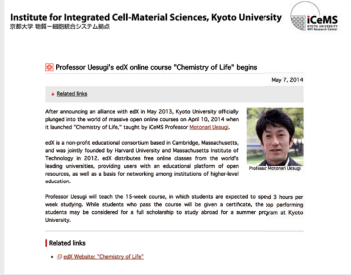 Institute for Integrated Cell-Material Sciences, Kyoto University
京都大学 物質－細胞統合システム拠点
iCeMS
Professor Uesugi's edX online course "Chemistry of Life" begins
May 7, 2014
Related links
After announcing an alliance with edX in May 2013, Kyoto University officially
plunged into the world of massive open online courses on April 10, 2014 when
it launched "Chemistry of Life," taught by iCeMS Professor Motonari Uesugi.
edX is a non-profit educational consortium based in Cambridge, Massachusetts,
and was jointly founded by Harvard University and Massachusetts Institute of
Technology in 2012. edX distributes free online classes from the world's
leading universities, providing users with an educational platform of open
resources, as well as a basis for networking among institutions of higher-level
education.
Professor Motonari Uesugi
Professor Uesugi will teach the 15-week course, in which students are expected to spend 3 hours per
week studying. While students who pass the course will be given a certificate, the top performing
students may be considered for a full scholarship to study abroad for a summer program at Kyoto
University.
Related links
edX Website: "Chemistry of Life"